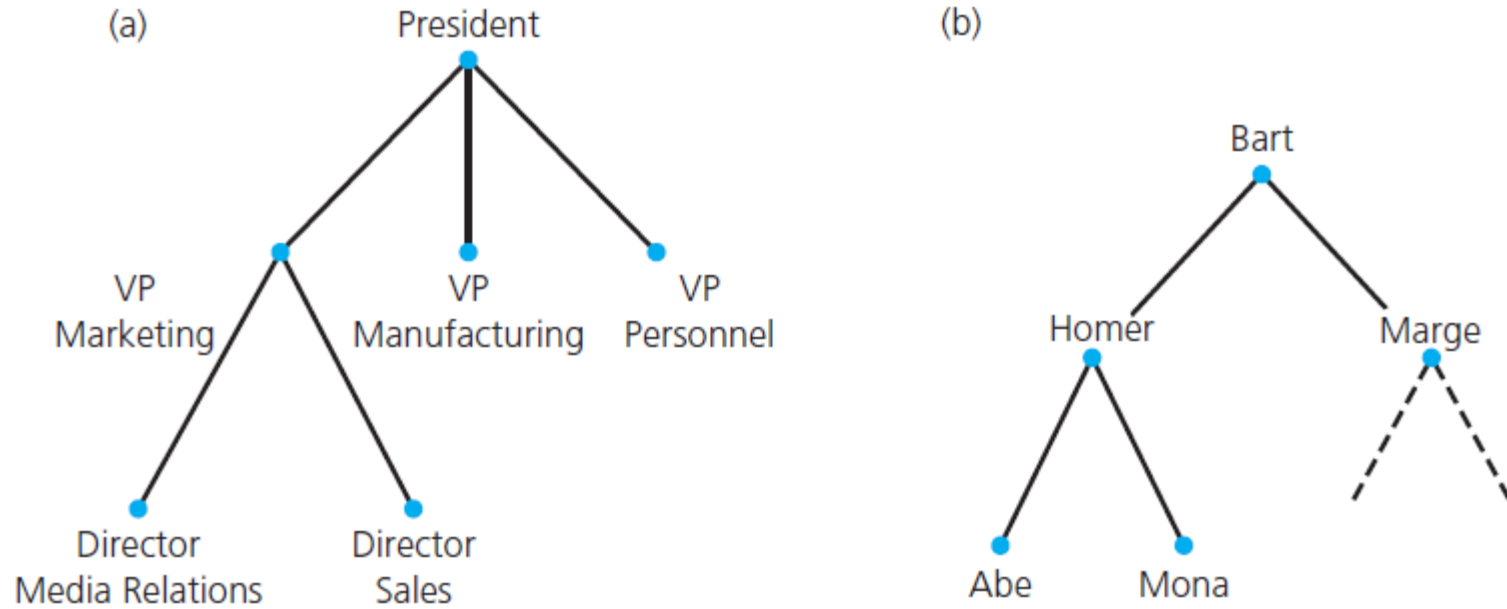 (a)
President
VP
Marketing
VP
Manufacturing
VP
Personnel
Director
Media Relations
Director
Sales
(b)
Bart
Homer
Marge
Abe
Mona